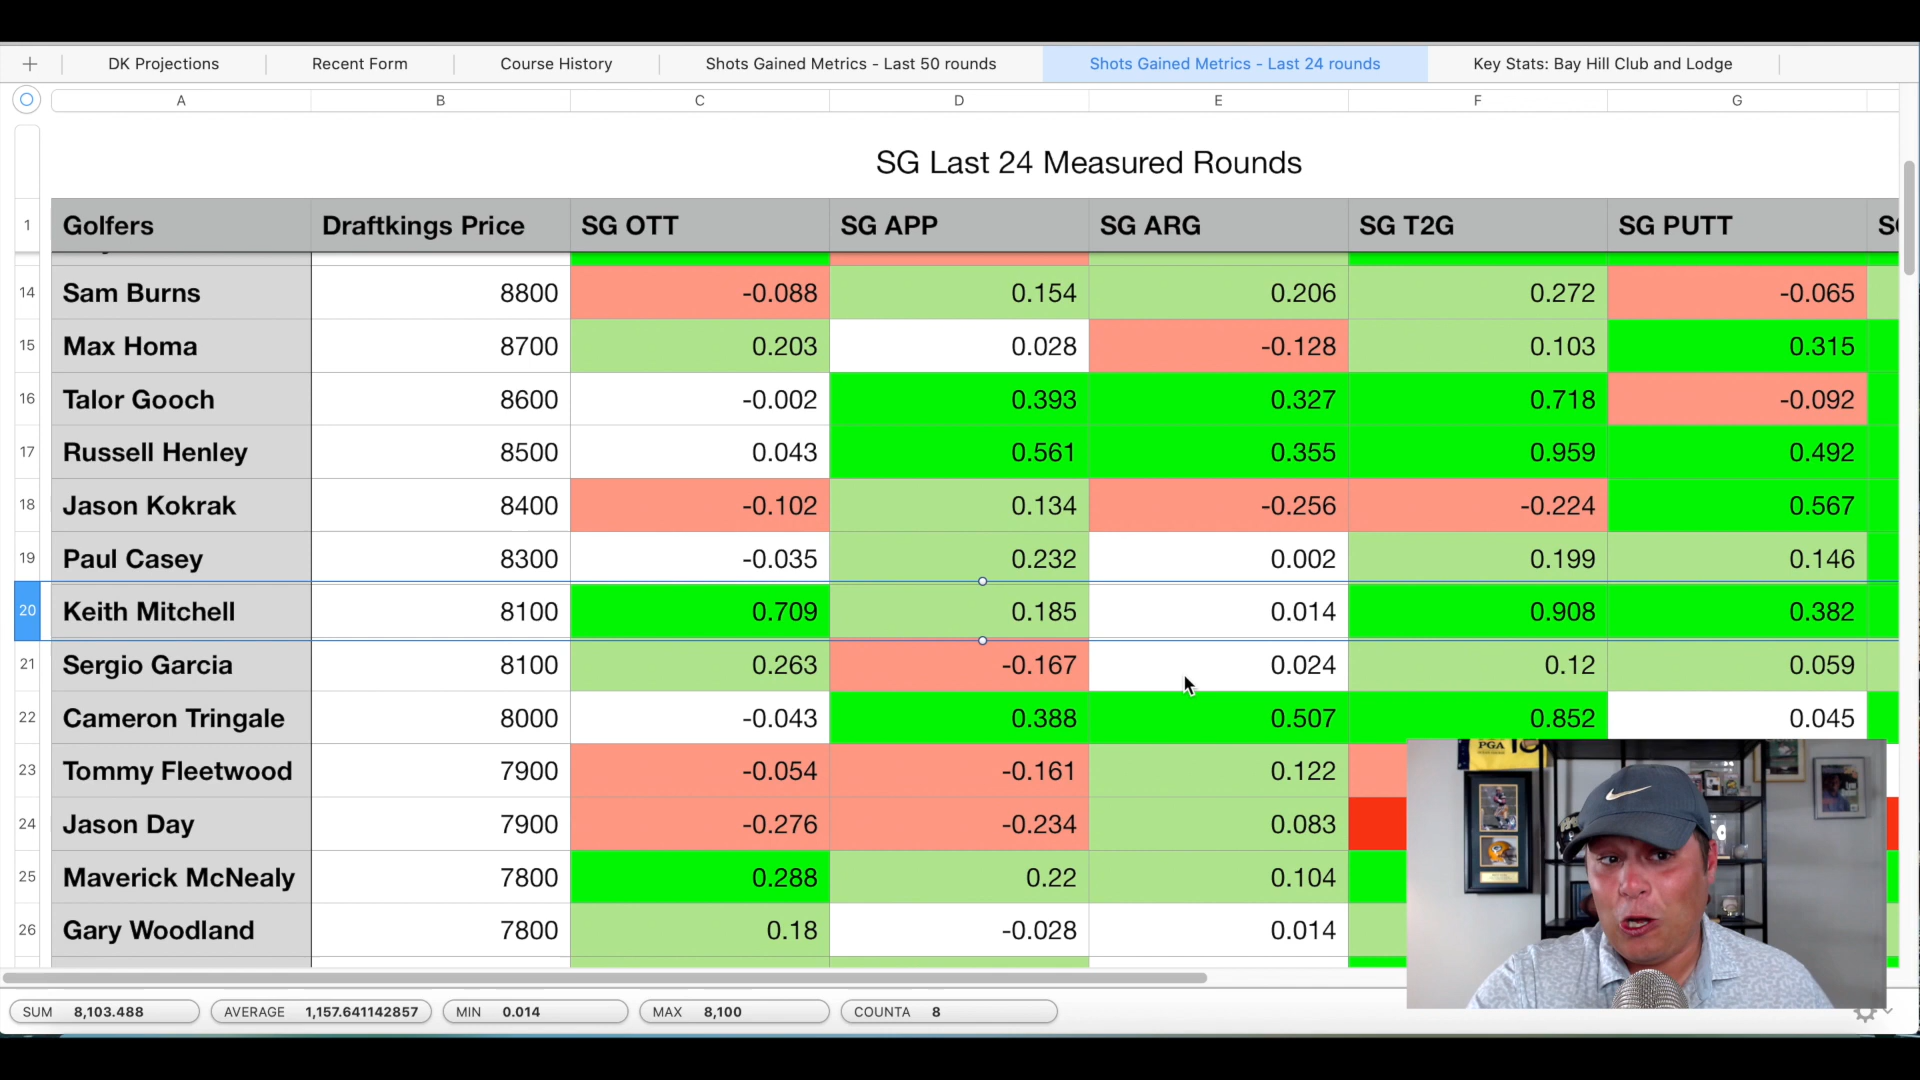 DK Projections Recent Form Course History Shots Gained Metrics - Last 50 rounds Shots Gained Metrics - Last 24 rounds Key Stats: Bay Hill Club and Lodge
A B C D E F G
SG Last 24 Measured Rounds
1 Golfers Draftkings Price SG OTT SG APP SG ARG SG T2G SG PUTT
14 Sam Burns 8800 -0.088 0.154 0.206 0.272 -0.065
15 Max Homa 8700 0.203 0.028 -0.128 0.103 0.315
16 Talor Gooch 8600 -0.002 0.393 0.327 0.718 -0.092
17 Russell Henley 8500 0.043 0.561 0.355 0.959 0.492
18 Jason Kokrak 8400 -0.102 0.134 -0.256 -0.224 0.567
19 Paul Casey 8300 -0.035 0.232 0.002 0.199 0.146
20 Keith Mitchell 8100 0.709 0.185 0.014 0.908 0.382
21 Sergio Garcia 8100 0.263 -0.167 0.024 0.12 0.059
22 Cameron Tringale 8000 -0.043 0.388 0.507 0.852 0.045
23 Tommy Fleetwood 7900 -0.054 -0.161 0.122
24 Jason Day 7900 -0.276 -0.234 0.083
25 Maverick McNealy 7800 0.288 0.22 0.104
26 Gary Woodland 7800 0.18 -0.028 0.014
PGA
SUM 8,103.488 AVERAGE 1,157.641142857 MIN 0.014 MAX 8,100 COUNTA 8